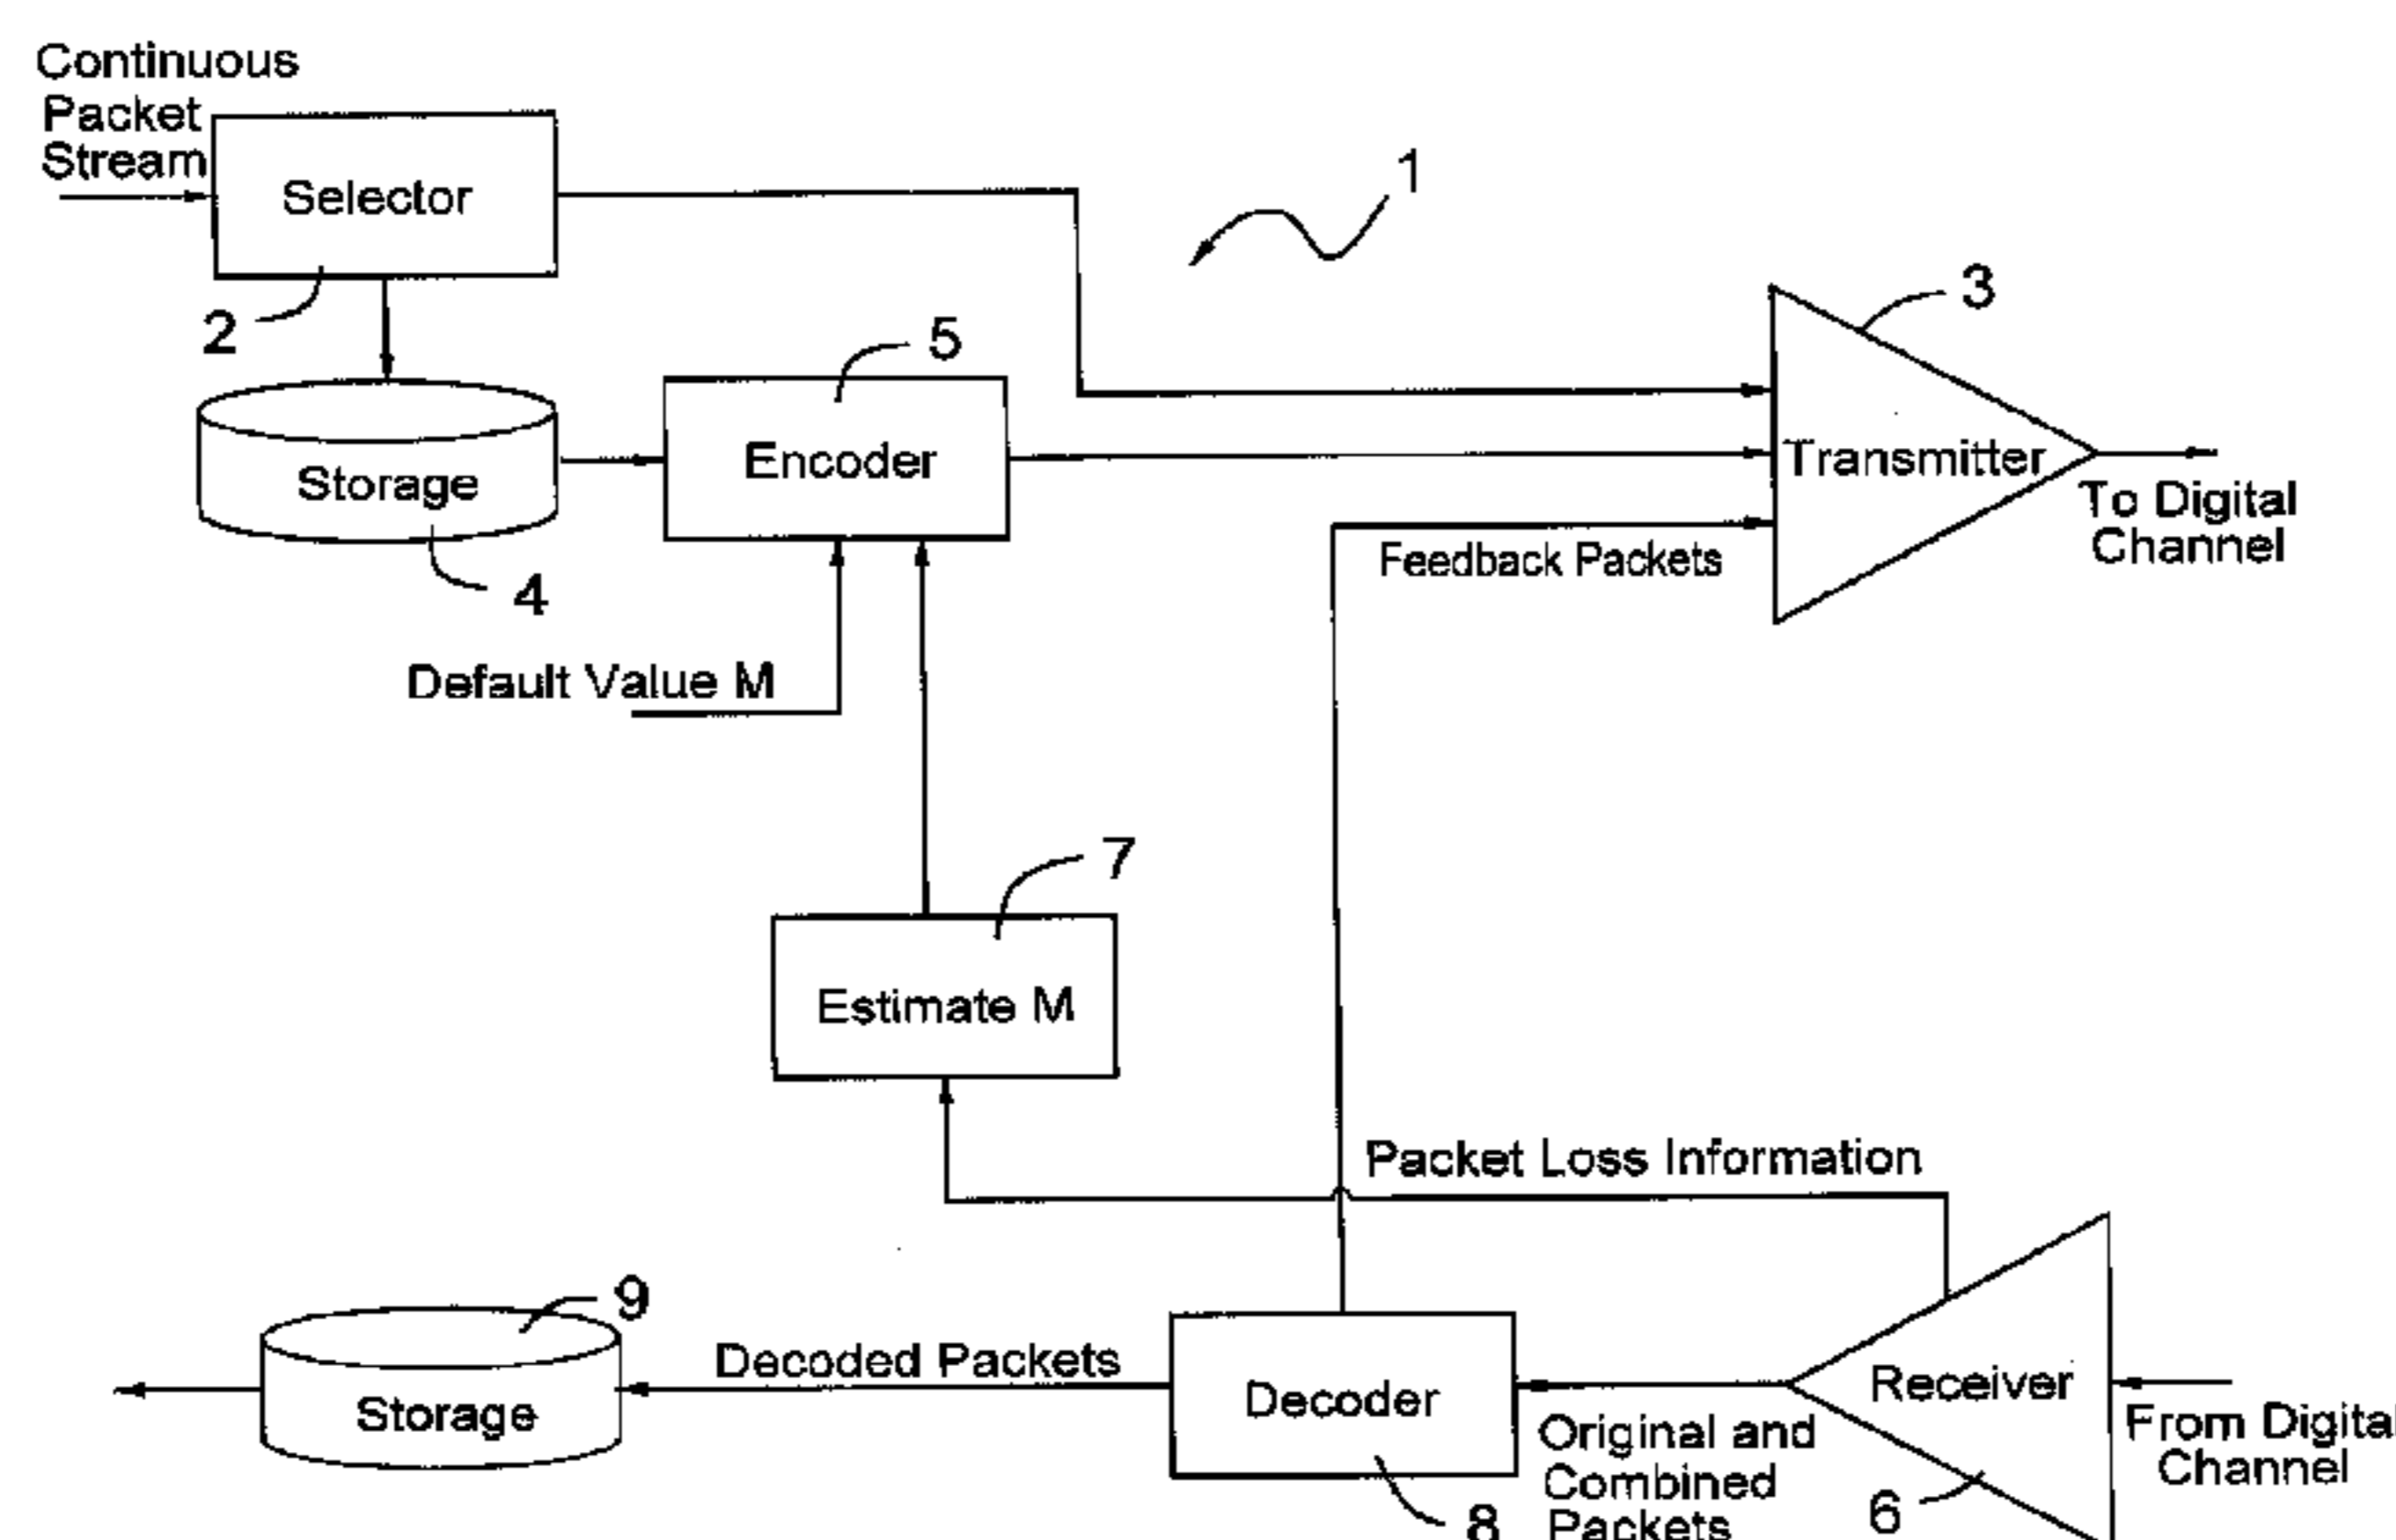 Continuous
Packet
Stream
Selector
1
2
3
5
Storage
Encoder
Transmitter
To Digital
Channel
Feedback Packets
4
Default Value M
7
Estimate M
Packet Loss Information
9
Decoded Packets
Storage
Decoder
Receiver
Original and
Combined
Packets
From Digital
Channel
8
6